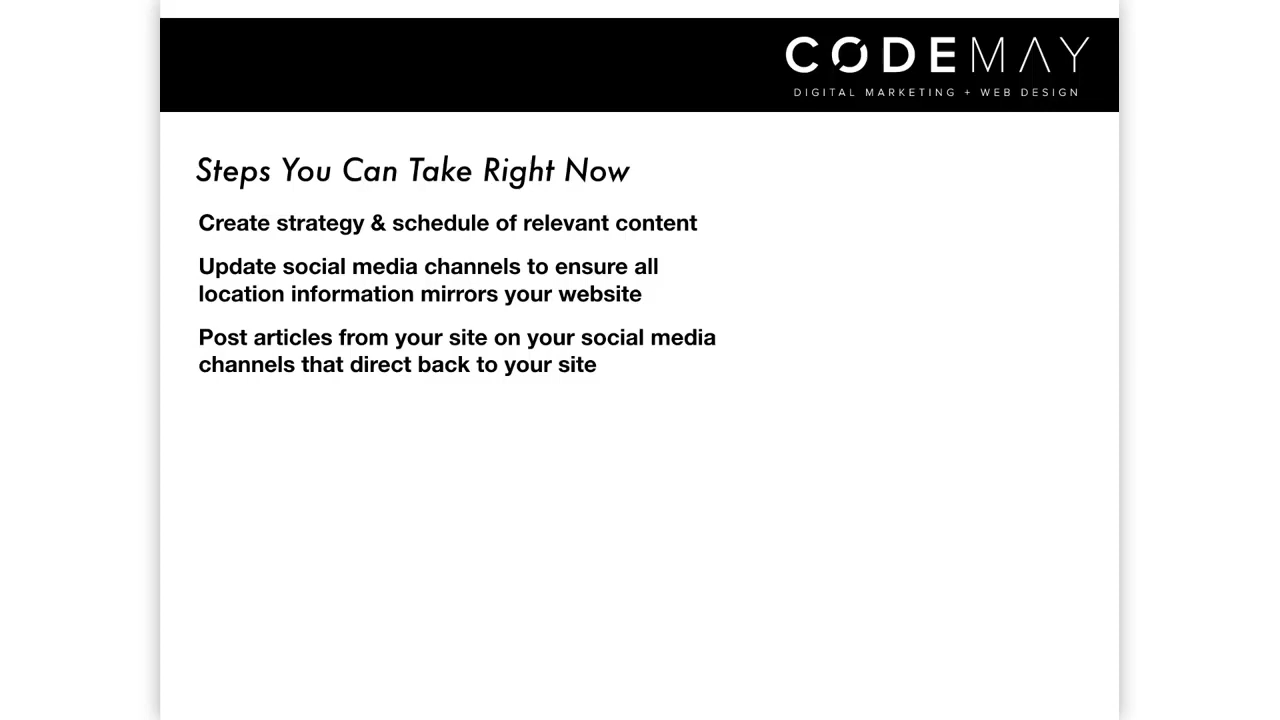 CODEMAY
DIGITAL MARKETING + WEB DESIGN
Steps You Can Take Right Now
Create strategy & schedule of relevant content
Update social media channels to ensure all
location information mirrors your website
Post articles from your site on your social media
channels that direct back to your site